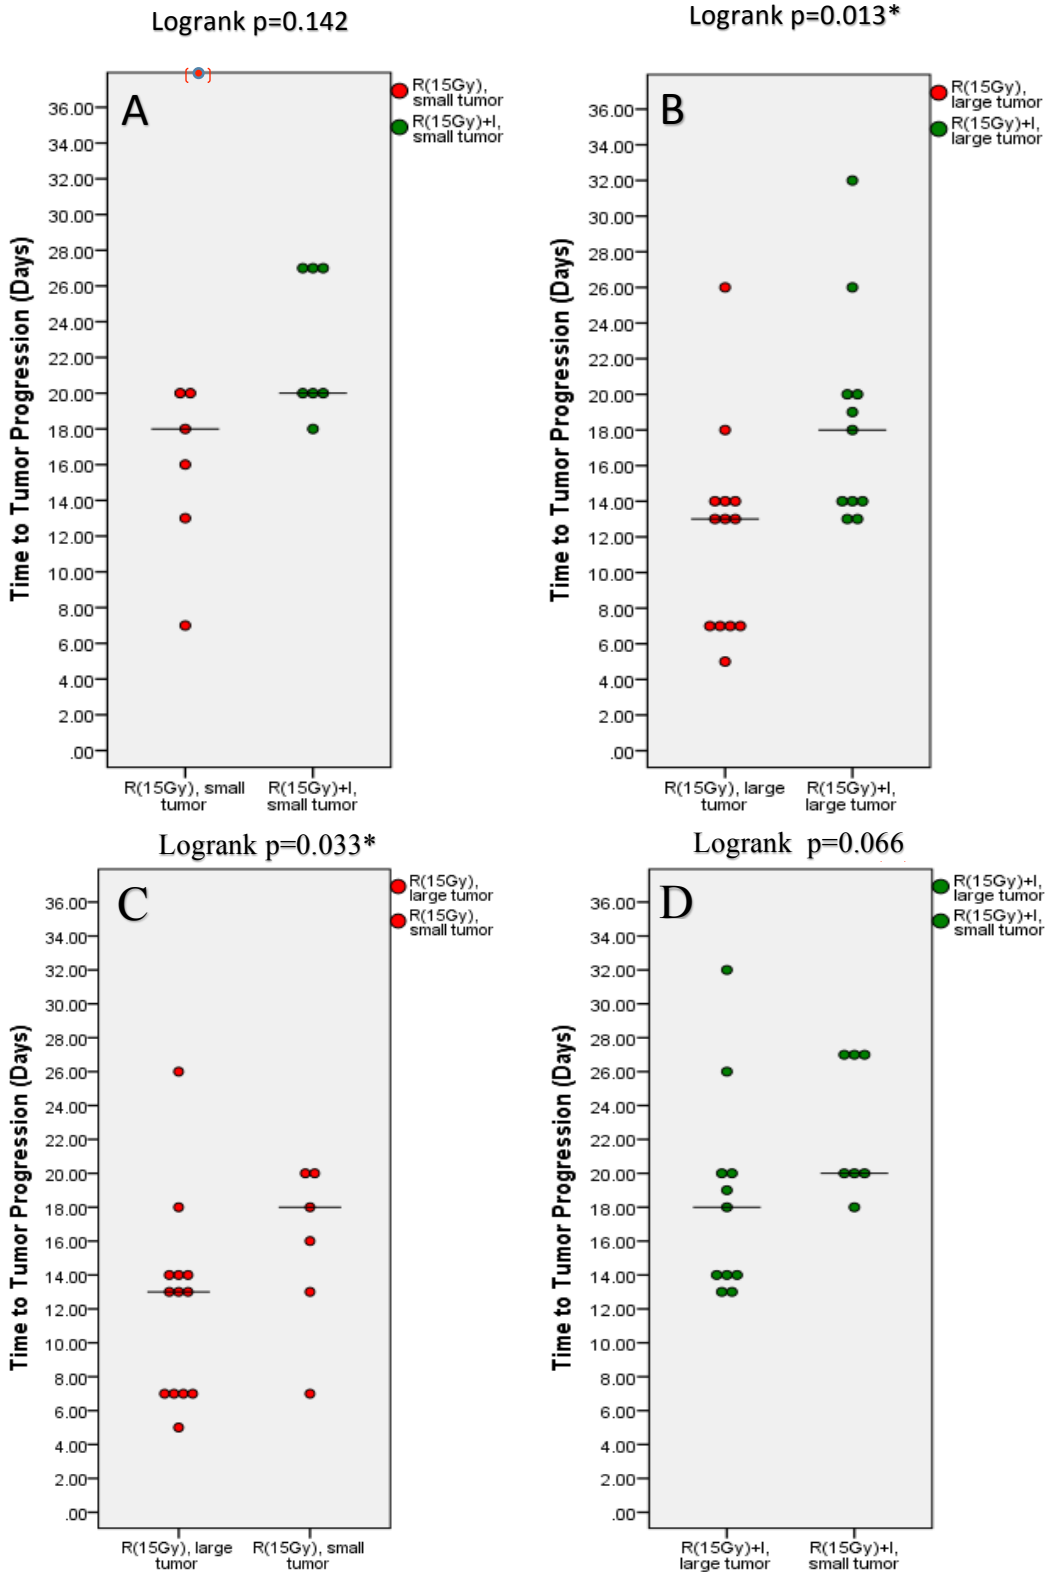 Logrank p=0.142
A
R(15Gy),
small tumor
R(15Gy)+I,
small tumor
Time to Tumor Progression (Days)
36.00
34.00
32.00
30.00
28.00
26.00
24.00
22.00
20.00
18.00
16.00
14.00
12.00
10.00
8.00
6.00
4.00
2.00
.00
R(15Gy), small
tumor
R(15Gy)+I,
small tumor
Logrank p=0.013*
B
R(15Gy),
large tumor
R(15Gy)+I,
large tumor
Time to Tumor Progression (Days)
36.00
34.00
32.00
30.00
28.00
26.00
24.00
22.00
20.00
18.00
16.00
14.00
12.00
10.00
8.00
6.00
4.00
2.00
.00
R(15Gy), large
tumor
R(15Gy)+I,
large tumor
Logrank p=0.033*
C
R(15Gy),
large tumor
R(15Gy),
small tumor
Time to Tumor Progression (Days)
36.00
34.00
32.00
30.00
28.00
26.00
24.00
22.00
20.00
18.00
16.00
14.00
12.00
10.00
8.00
6.00
4.00
2.00
.00
R(15Gy), large
tumor
R(15Gy), small
tumor
Logrank p=0.066
D
R(15Gy)+I,
large tumor
R(15Gy)+I,
small tumor
Time to Tumor Progression (Days)
36.00
34.00
32.00
30.00
28.00
26.00
24.00
22.00
20.00
18.00
16.00
14.00
12.00
10.00
8.00
6.00
4.00
2.00
.00
R(15Gy)+I,
large tumor
R(15Gy)+I,
small tumor